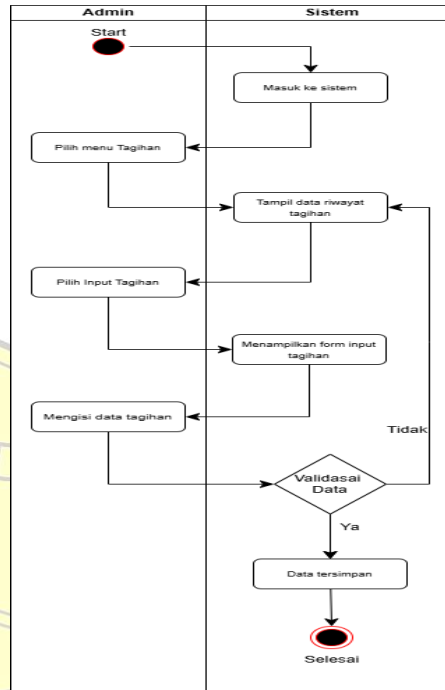 Admin
Sistem
Start
Masuk ke sistem
Pilih menu Tagihan
Tampil data riwayat
tagihan
Pilih Input Tagihan
Menampilkan form input
tagihan
Mengisi data tagihan
Tidak
Validasai
Data
Ya
Data tersimpan
Selesai